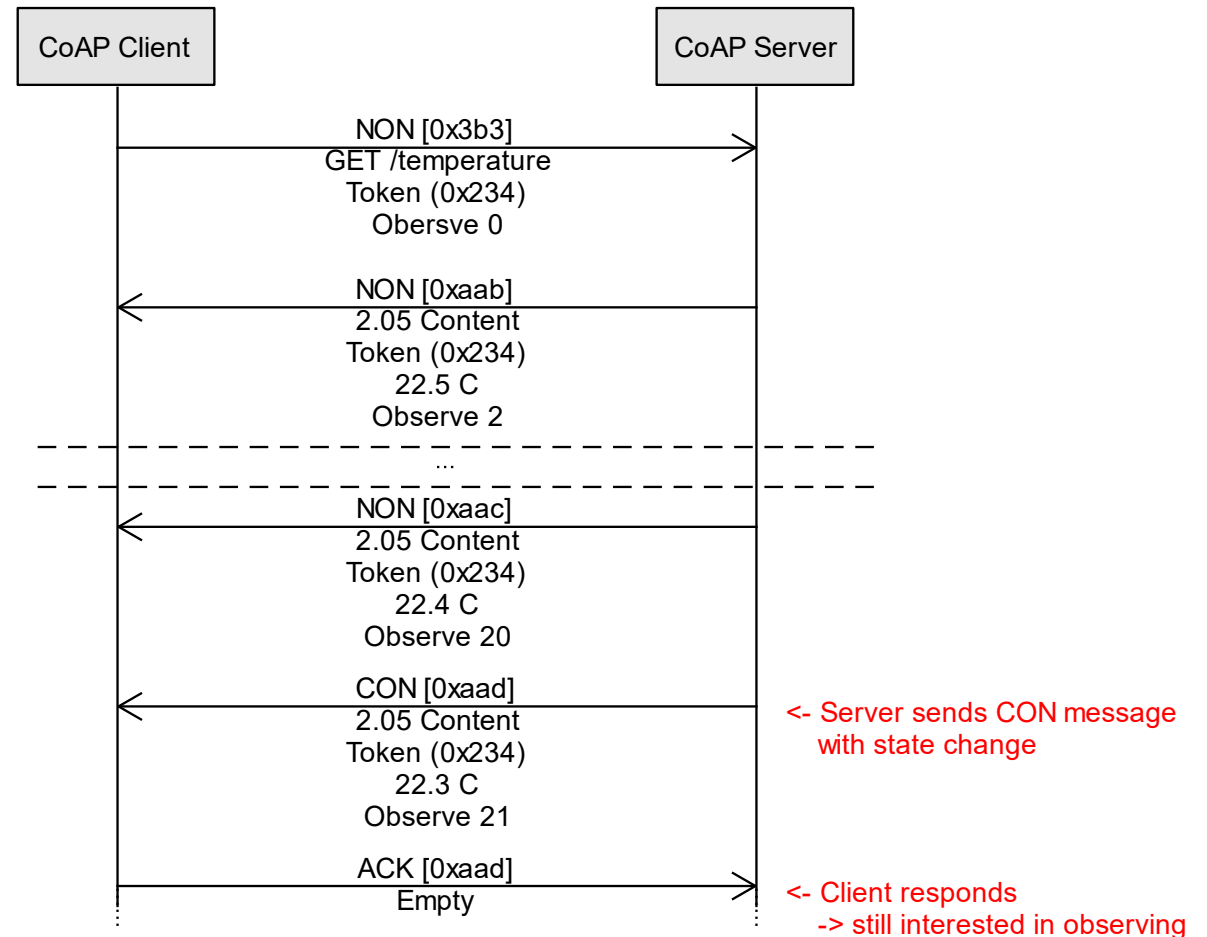 CoAP Client
CoAP Server
NON [0x3b3]
GET /temperature
Token (0x234)
Obersve 0
NON [0xaab]
2.05 Content
Token (0x234)
22.5 C
Observe 2
...
NON [0xaac]
2.05 Content
Token (0x234)
22.4 C
Observe 20
CON [0xaad]
2.05 Content
Token (0x234)
22.3 C
Observe 21
<- Server sends CON message
with state change
ACK [0xaad]
Empty
<- Client responds
-> still interested in observing